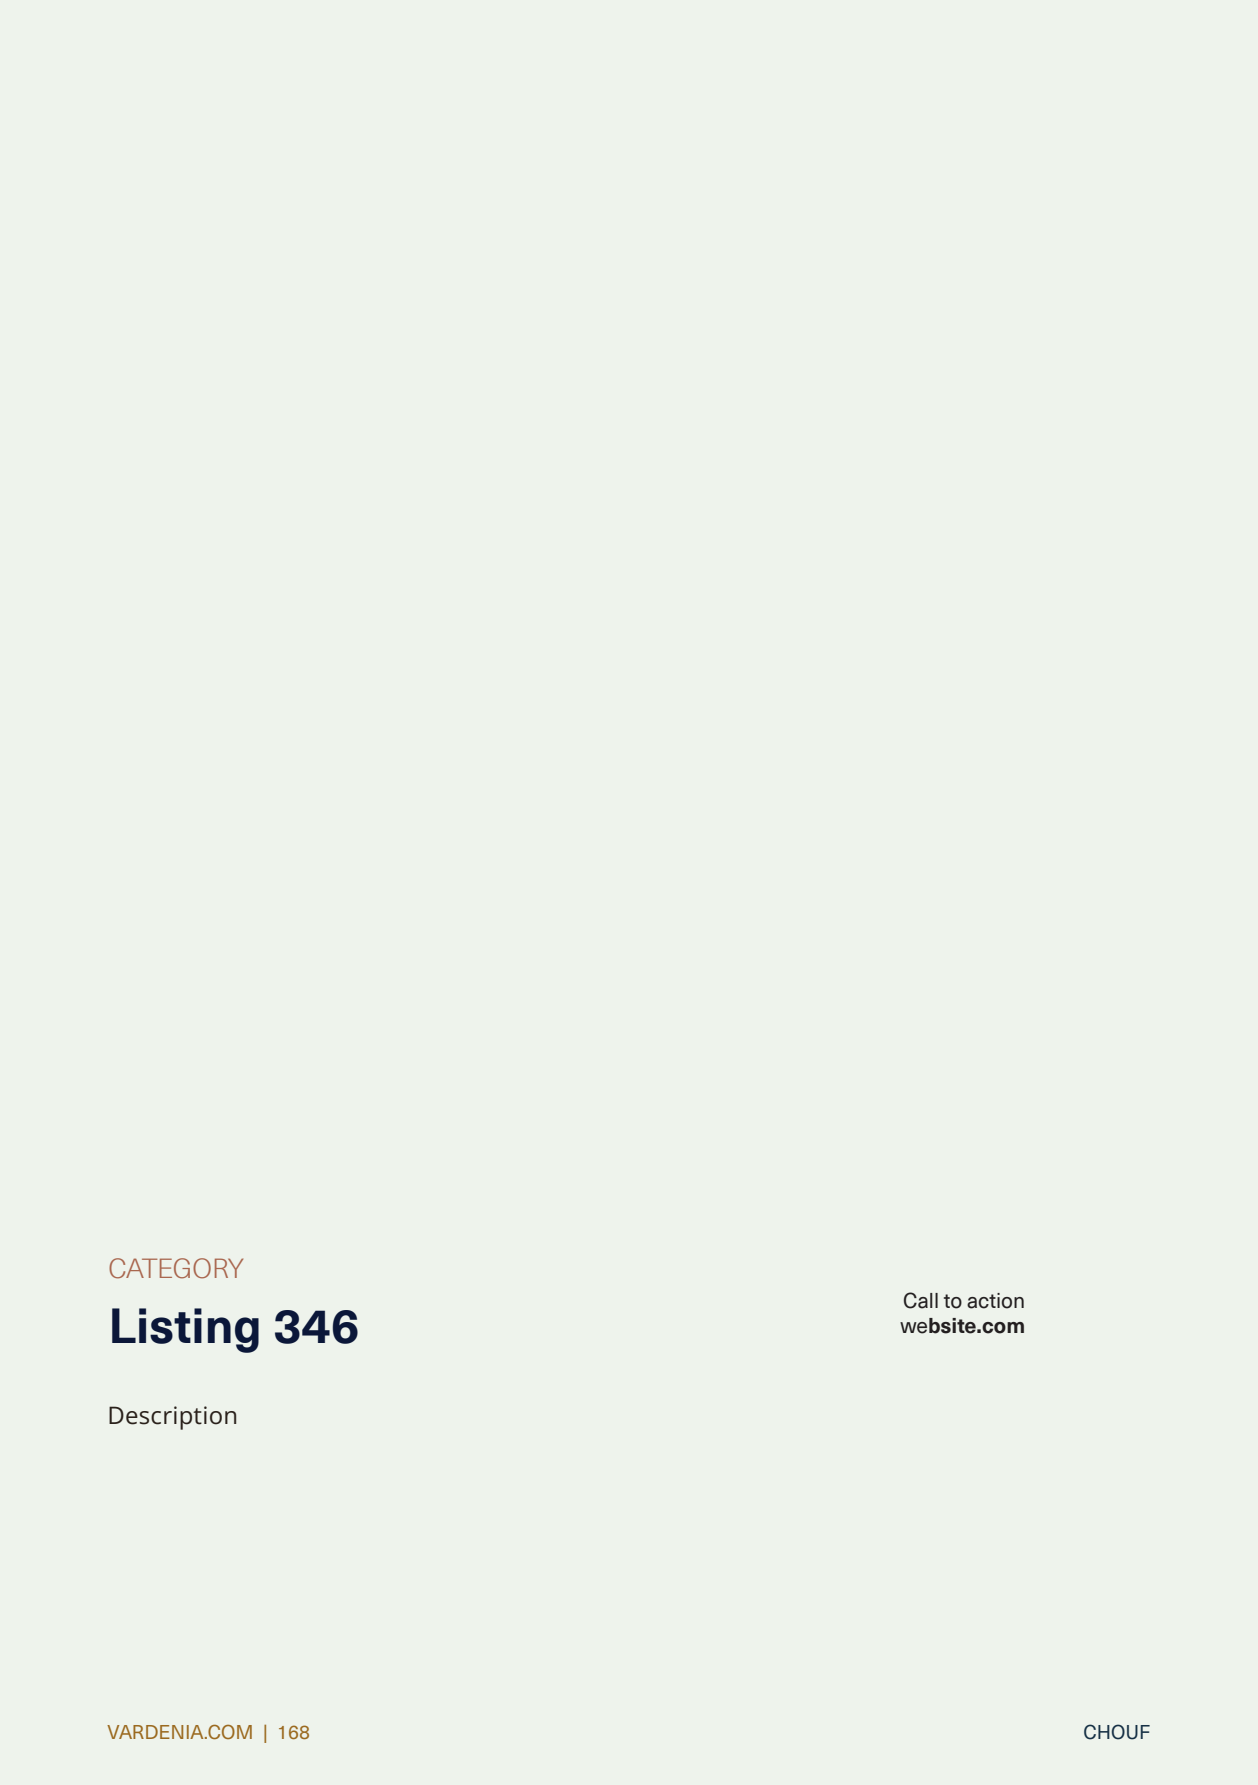 CATEGORY
Listing 346
Call to action
website.com
Description
VARDENIA.COM | 168
CHOUF